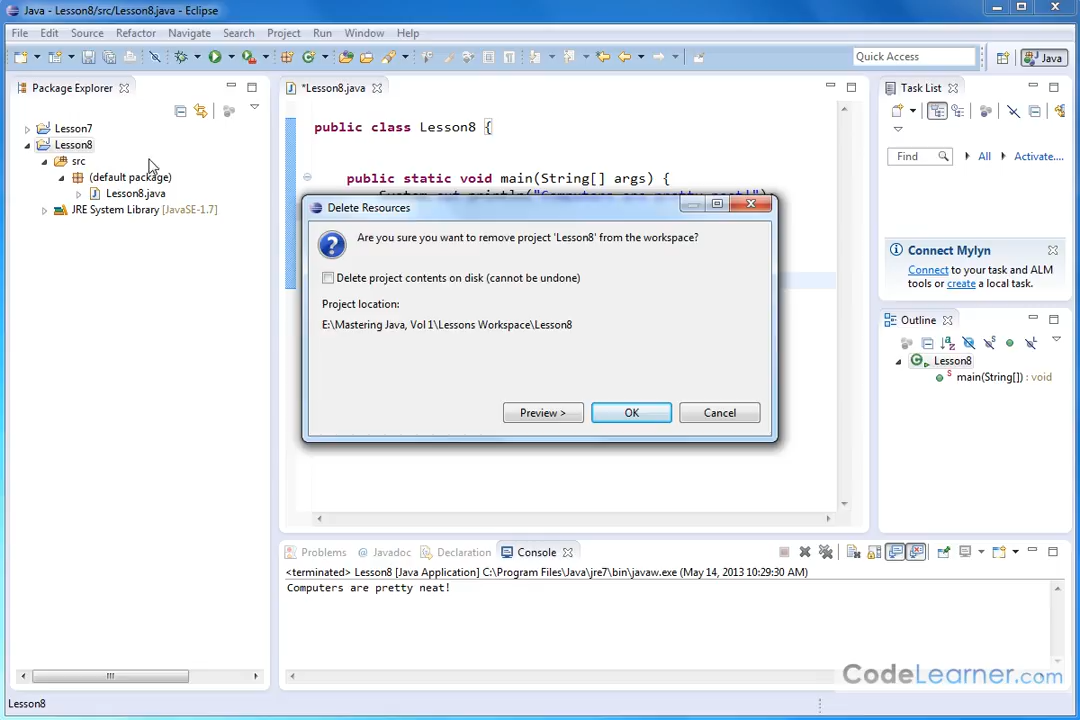 Java - Lesson8/src/Lesson8.java - Eclipse
File Edit Source Refactor Navigate Search Project Run Window Help
Quick Access
Java
Package Explorer
Lesson7
Lesson8
src
(default package)
Lesson8.java
JRE System Library [JavaSE-1.7]
*Lesson8.java
public class Lesson8 {
public static void main(String[] args) {
Delete Resources
Are you sure you want to remove project 'Lesson8' from the workspace?
Delete project contents on disk (cannot be undone)
Project location:
E:\Mastering Java, Vol 1\Lessons Workspace\Lesson8
Preview >
OK
Cancel
Task List
Find
All
Activate....
Connect Mylyn
Connect to your task and ALM
tools or create a local task.
Outline
Lesson8
main(String[]) : void
Problems
@ Javadoc
Declaration
Console
<terminated> Lesson8 [Java Application] C:\Program Files\Java\jre7\bin\javaw.exe (May 14, 2013 10:29:30 AM)
Computers are pretty neat!
CodeLearner.com
Lesson8